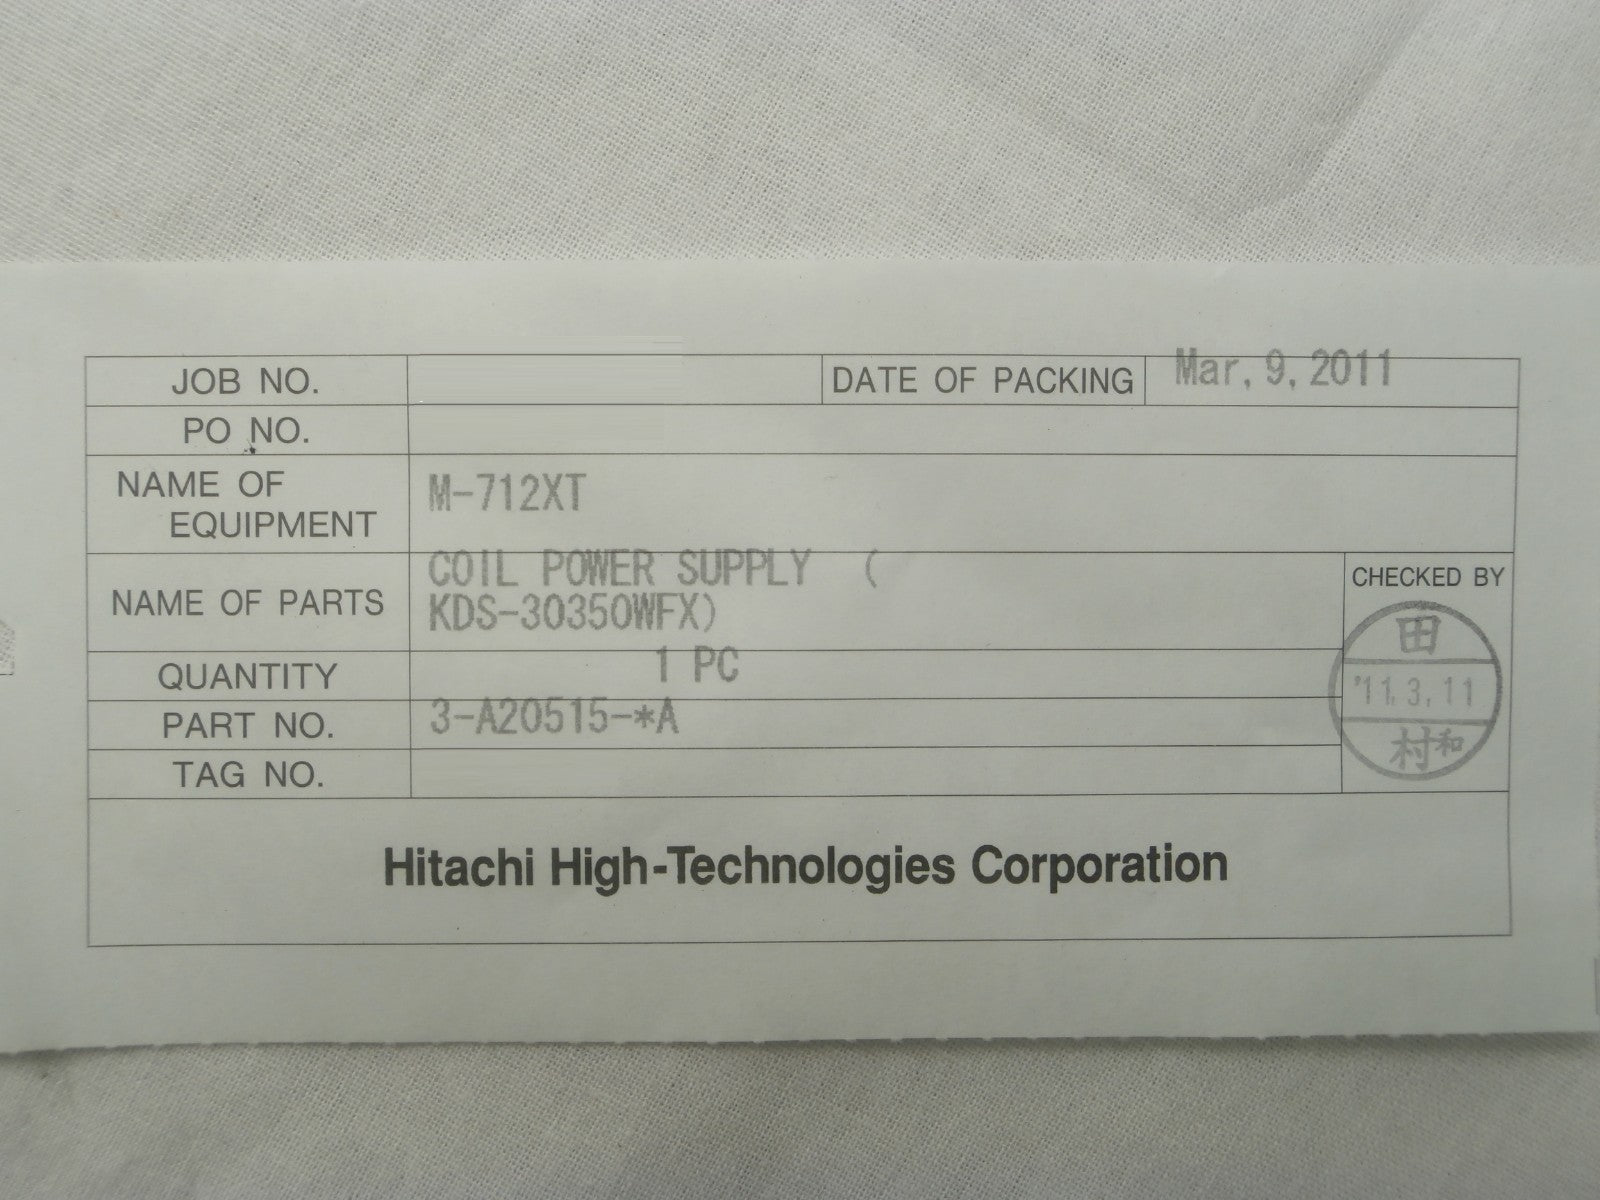 JOB NO. DATE OF PACKING Mar, 9, 2011
PO NO.
NAME OF
EQUIPMENT
M-712XT
NAME OF PARTS
COIL POWER SUPPLY (
KDS-30350WFX)
CHECKED BY
田
'11.3.11
村和
QUANTITY 1 PC
PART NO. 3-A20515-*A
TAG NO.
Hitachi High-Technologies Corporation